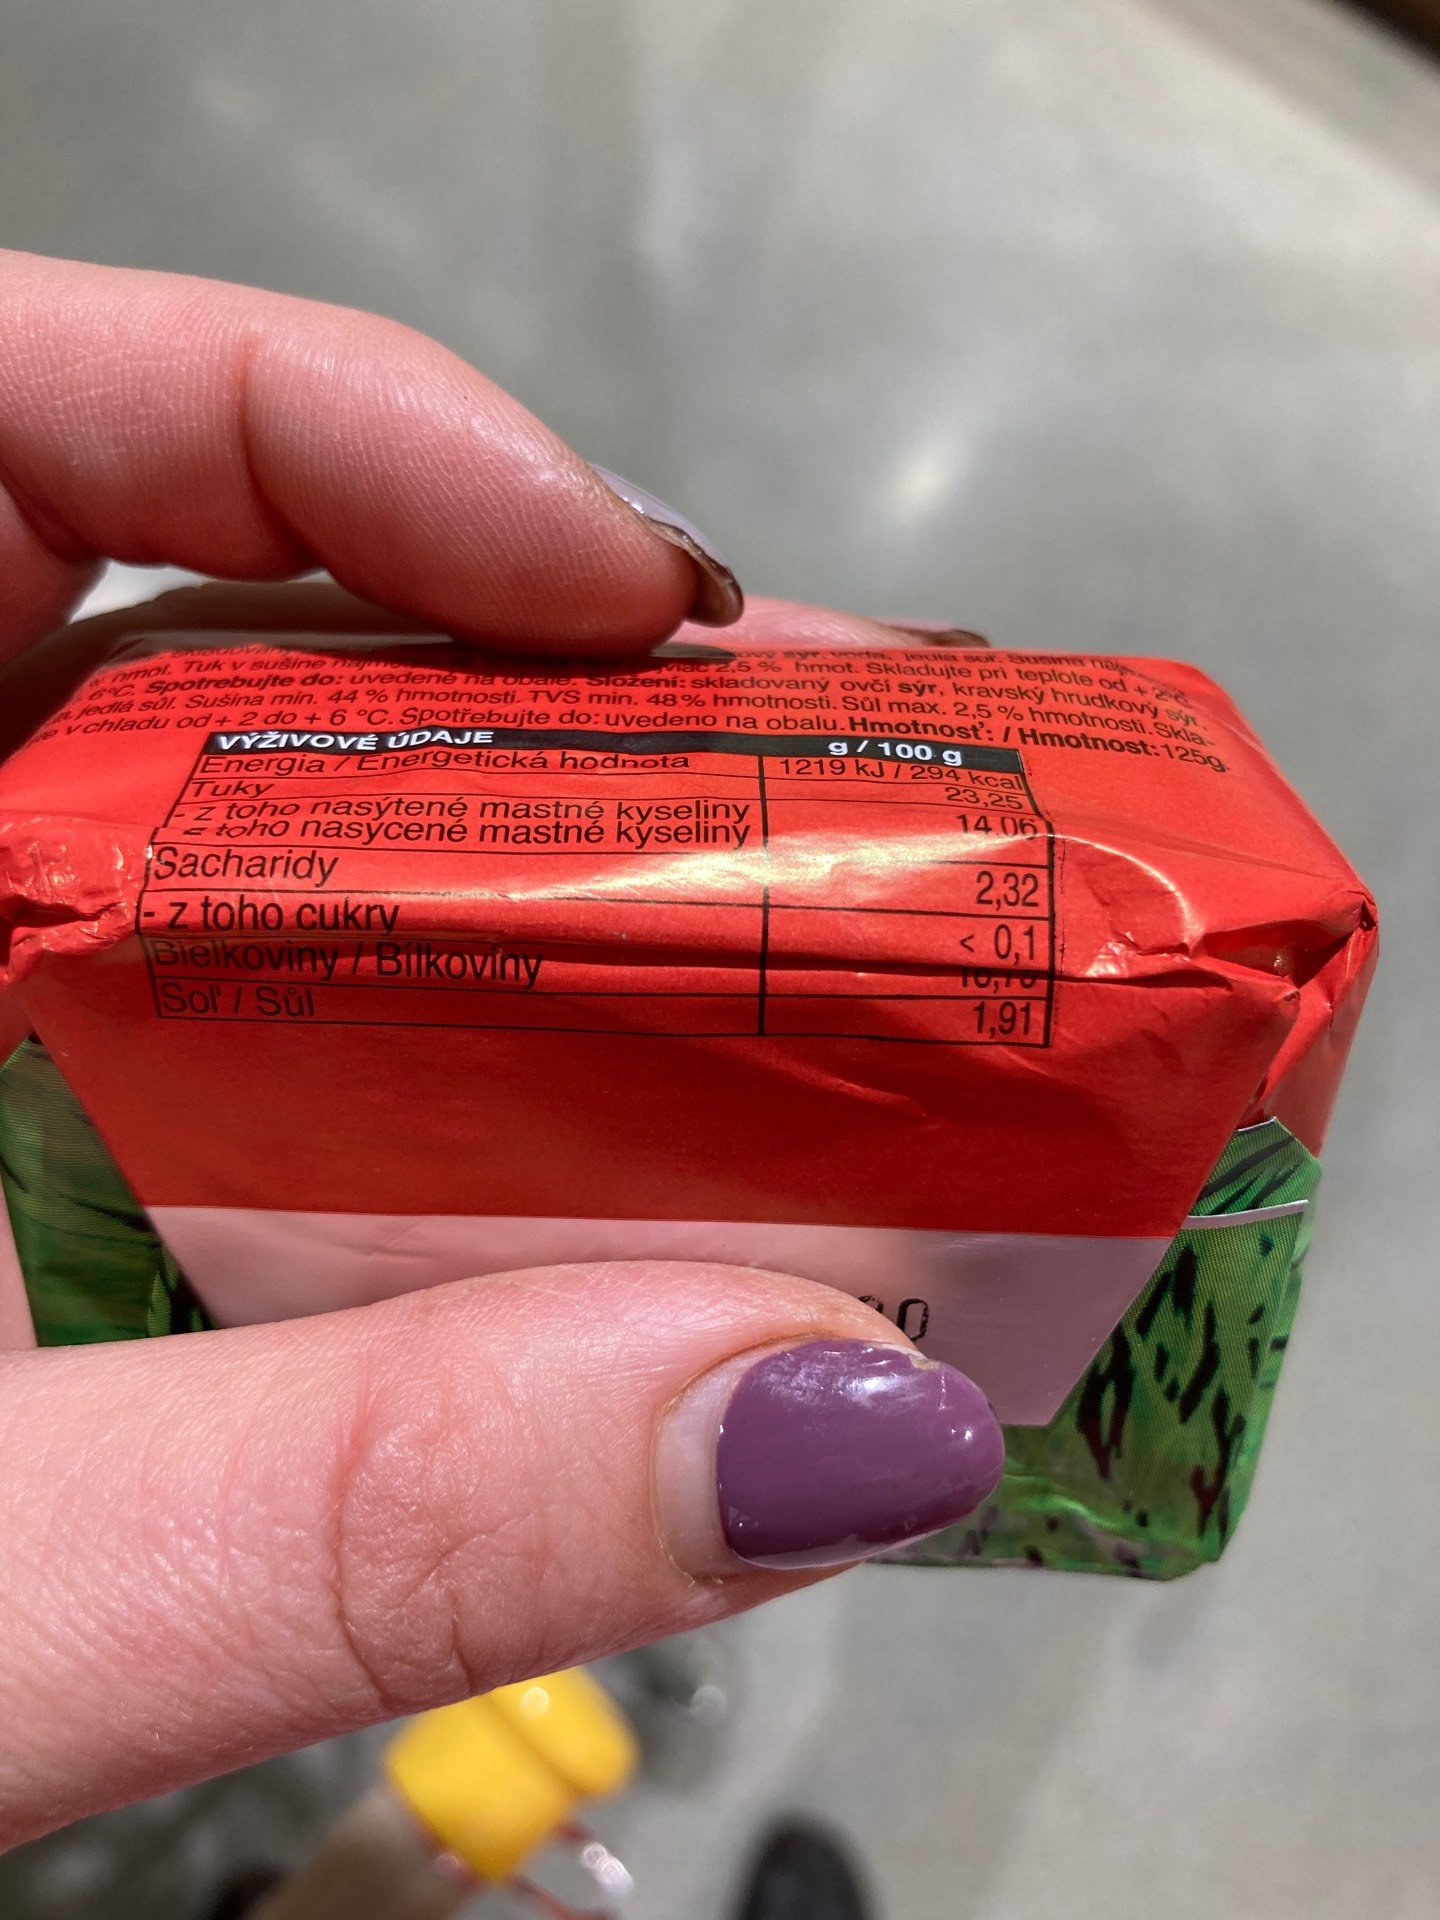 hmot. Tuk v sušine 2,5 % hmot. Skladujte pri teplote od + 2
6°C. Spotrebujte do: uvedené na obale. Složení: skladovaný ovčí sýr, kravský hrudkový sýr,
jedlá sůl. Sušina min. 44 % hmotnosti. TVS min. 48 % hmotnosti. Sůl max. 2,5 % hmotnosti. Skla-
v chladu od + 2 do + 6 °C. Spotřebujte do: uvedeno na obalu. Hmotnosť: / Hmotnost: 125g.
VÝŽIVOVÉ ÚDAJE g / 100 g
Energia / Energetická hodnota 1219 kJ / 294 kcal
Tuky 23,25
- z toho nasýtené mastné kyseliny
z toho nasycené mastné kyseliny 14,06
Sacharidy 2,32
- z toho cukry < 0,1
Bielkoviny / Bílkoviny
Soľ / Sůl 1,91